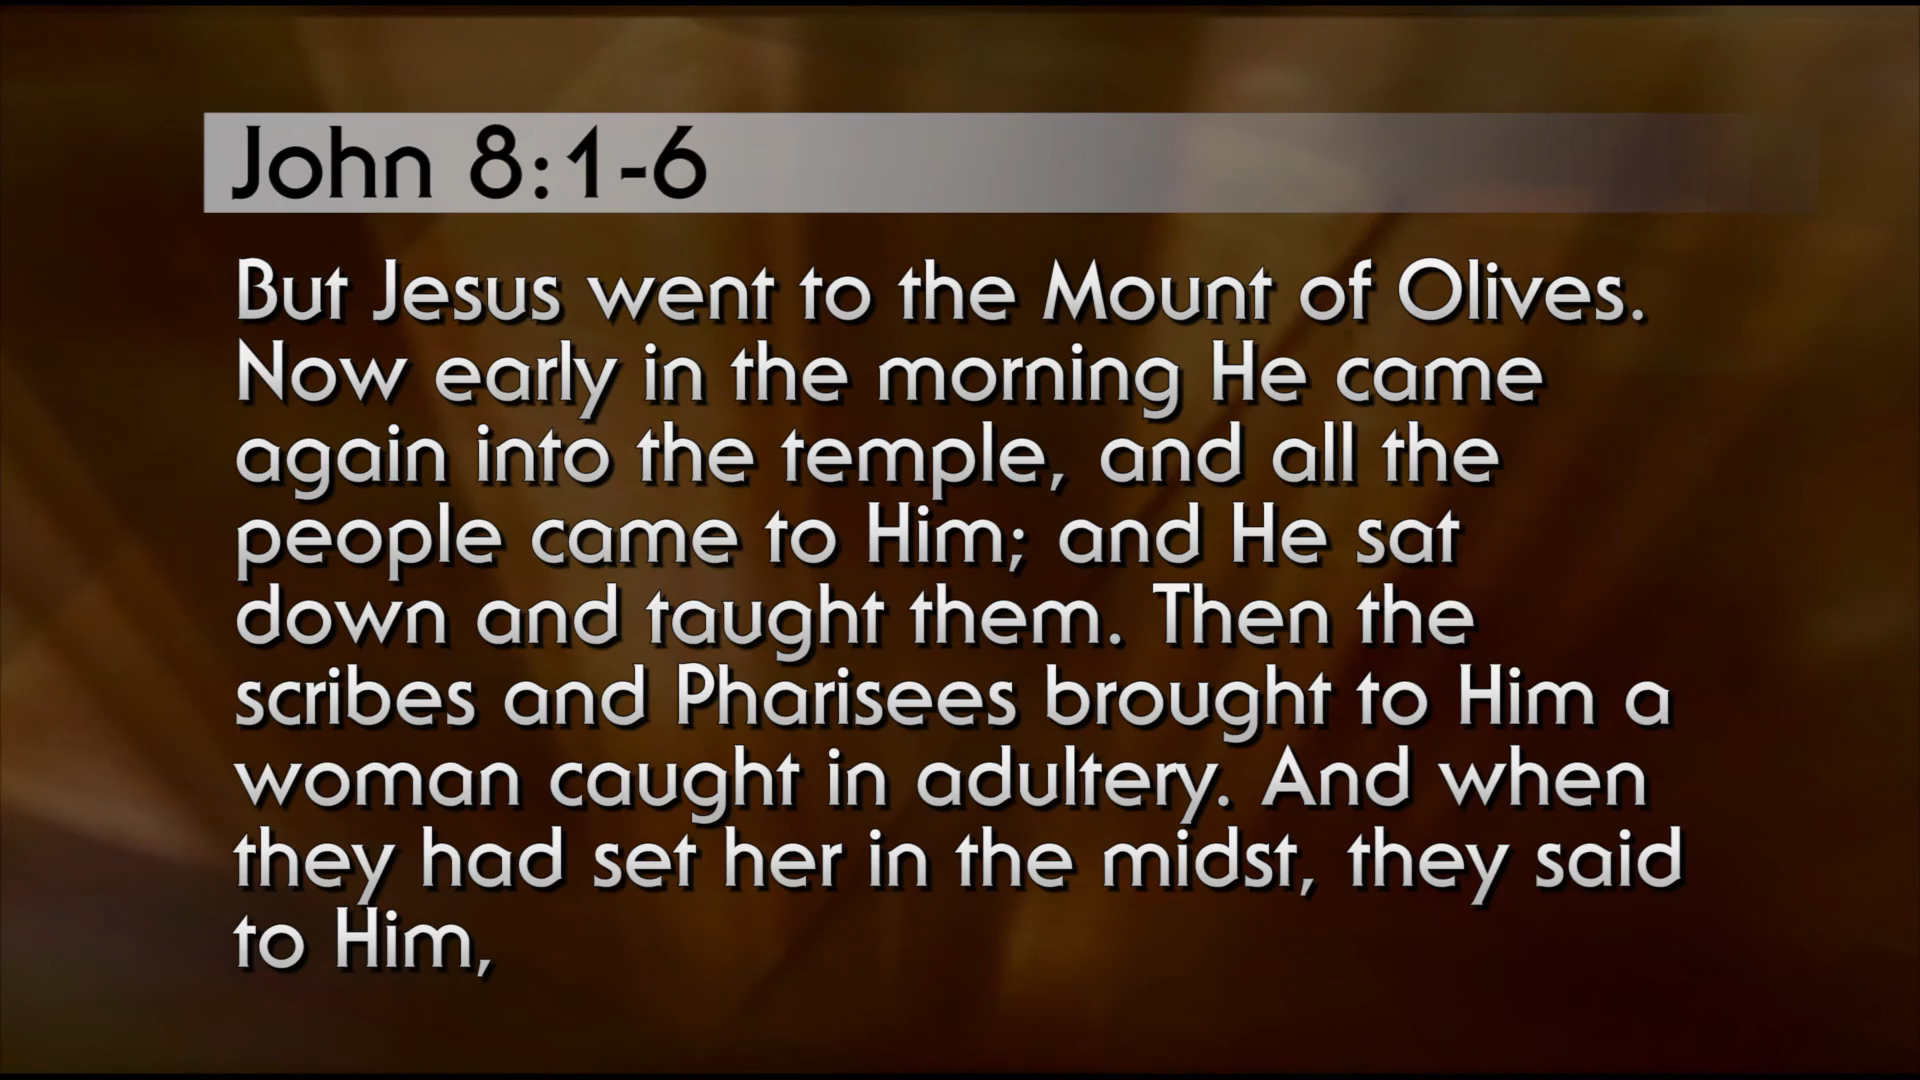 John 8:1-6
But Jesus went to the Mount of Olives.
Now early in the morning He came
again into the temple, and all the
people came to Him; and He sat
down and taught them. Then the
scribes and Pharisees brought to Him a
woman caught in adultery. And when
they had set her in the midst, they said
to Him,